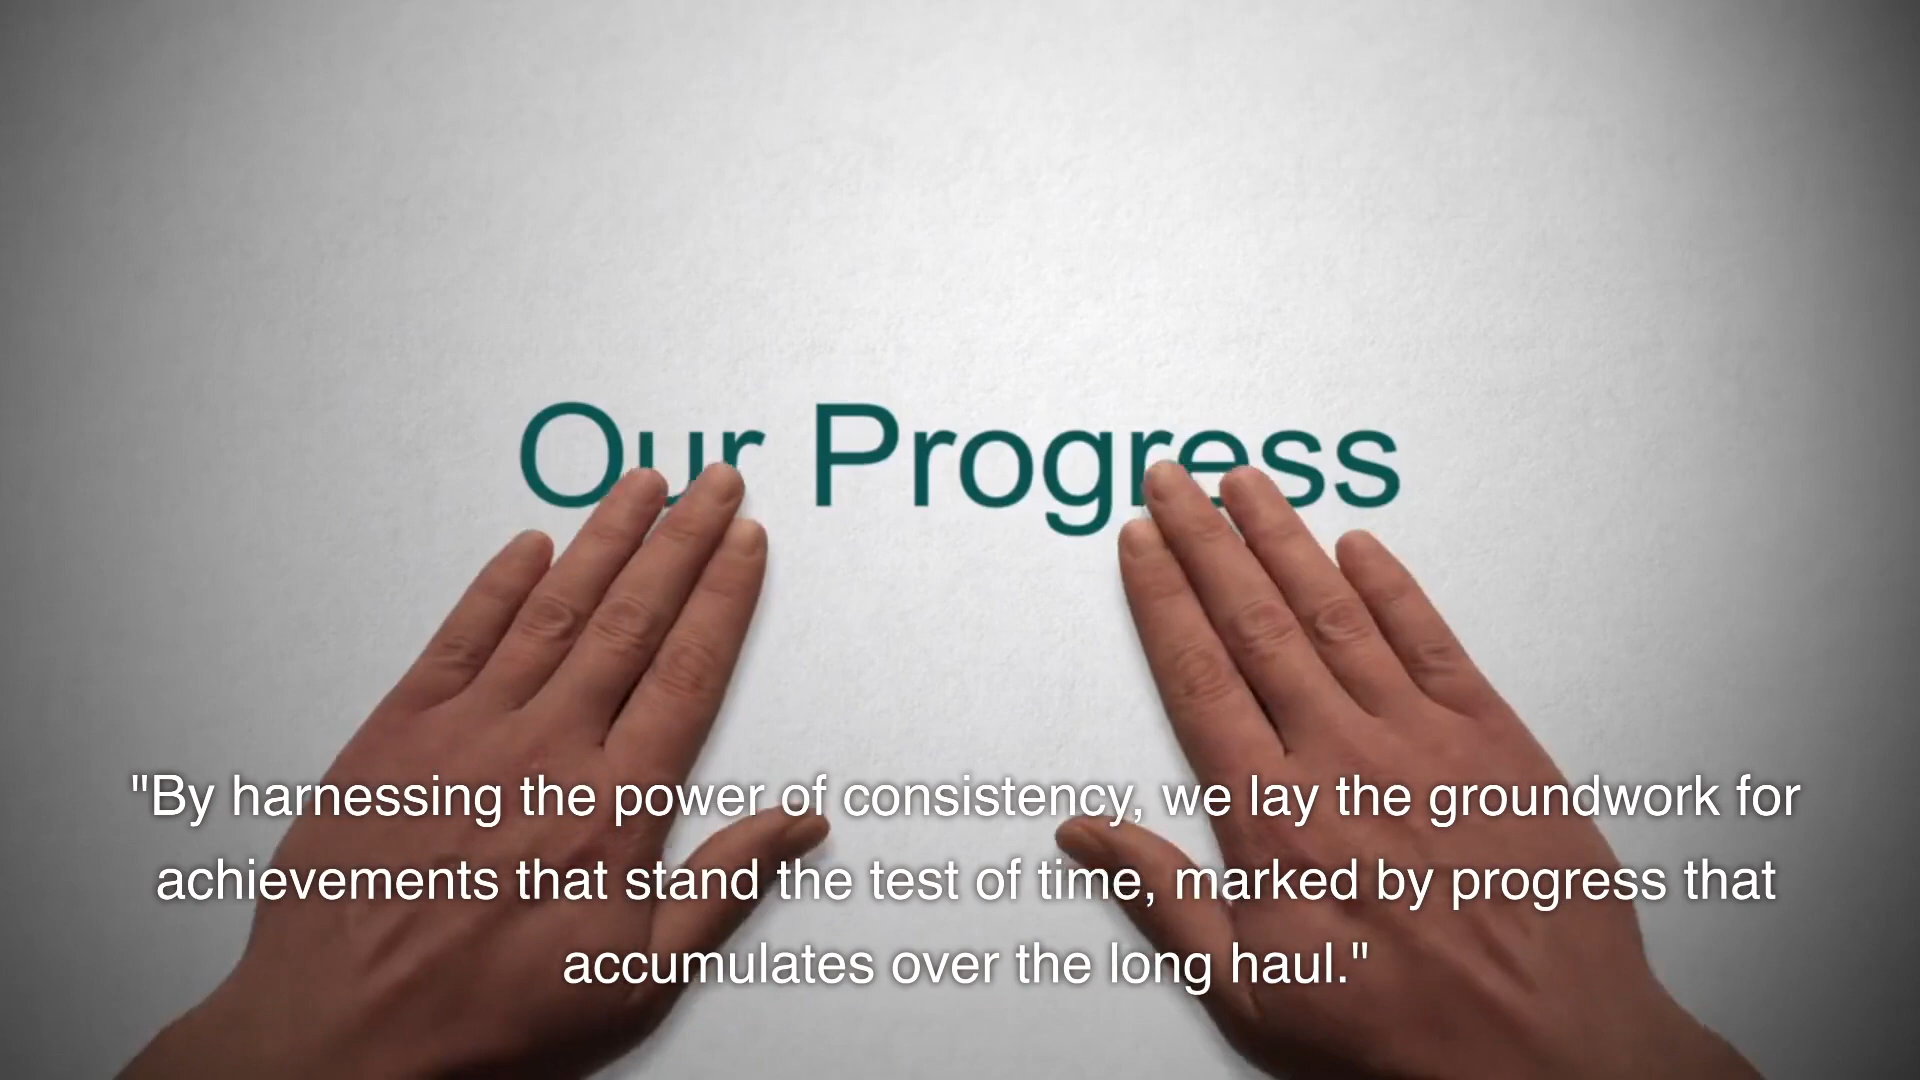 Our Progress
"By harnessing the power of consistency, we lay the groundwork for
achievements that stand the test of time, marked by progress that
accumulates over the long haul."